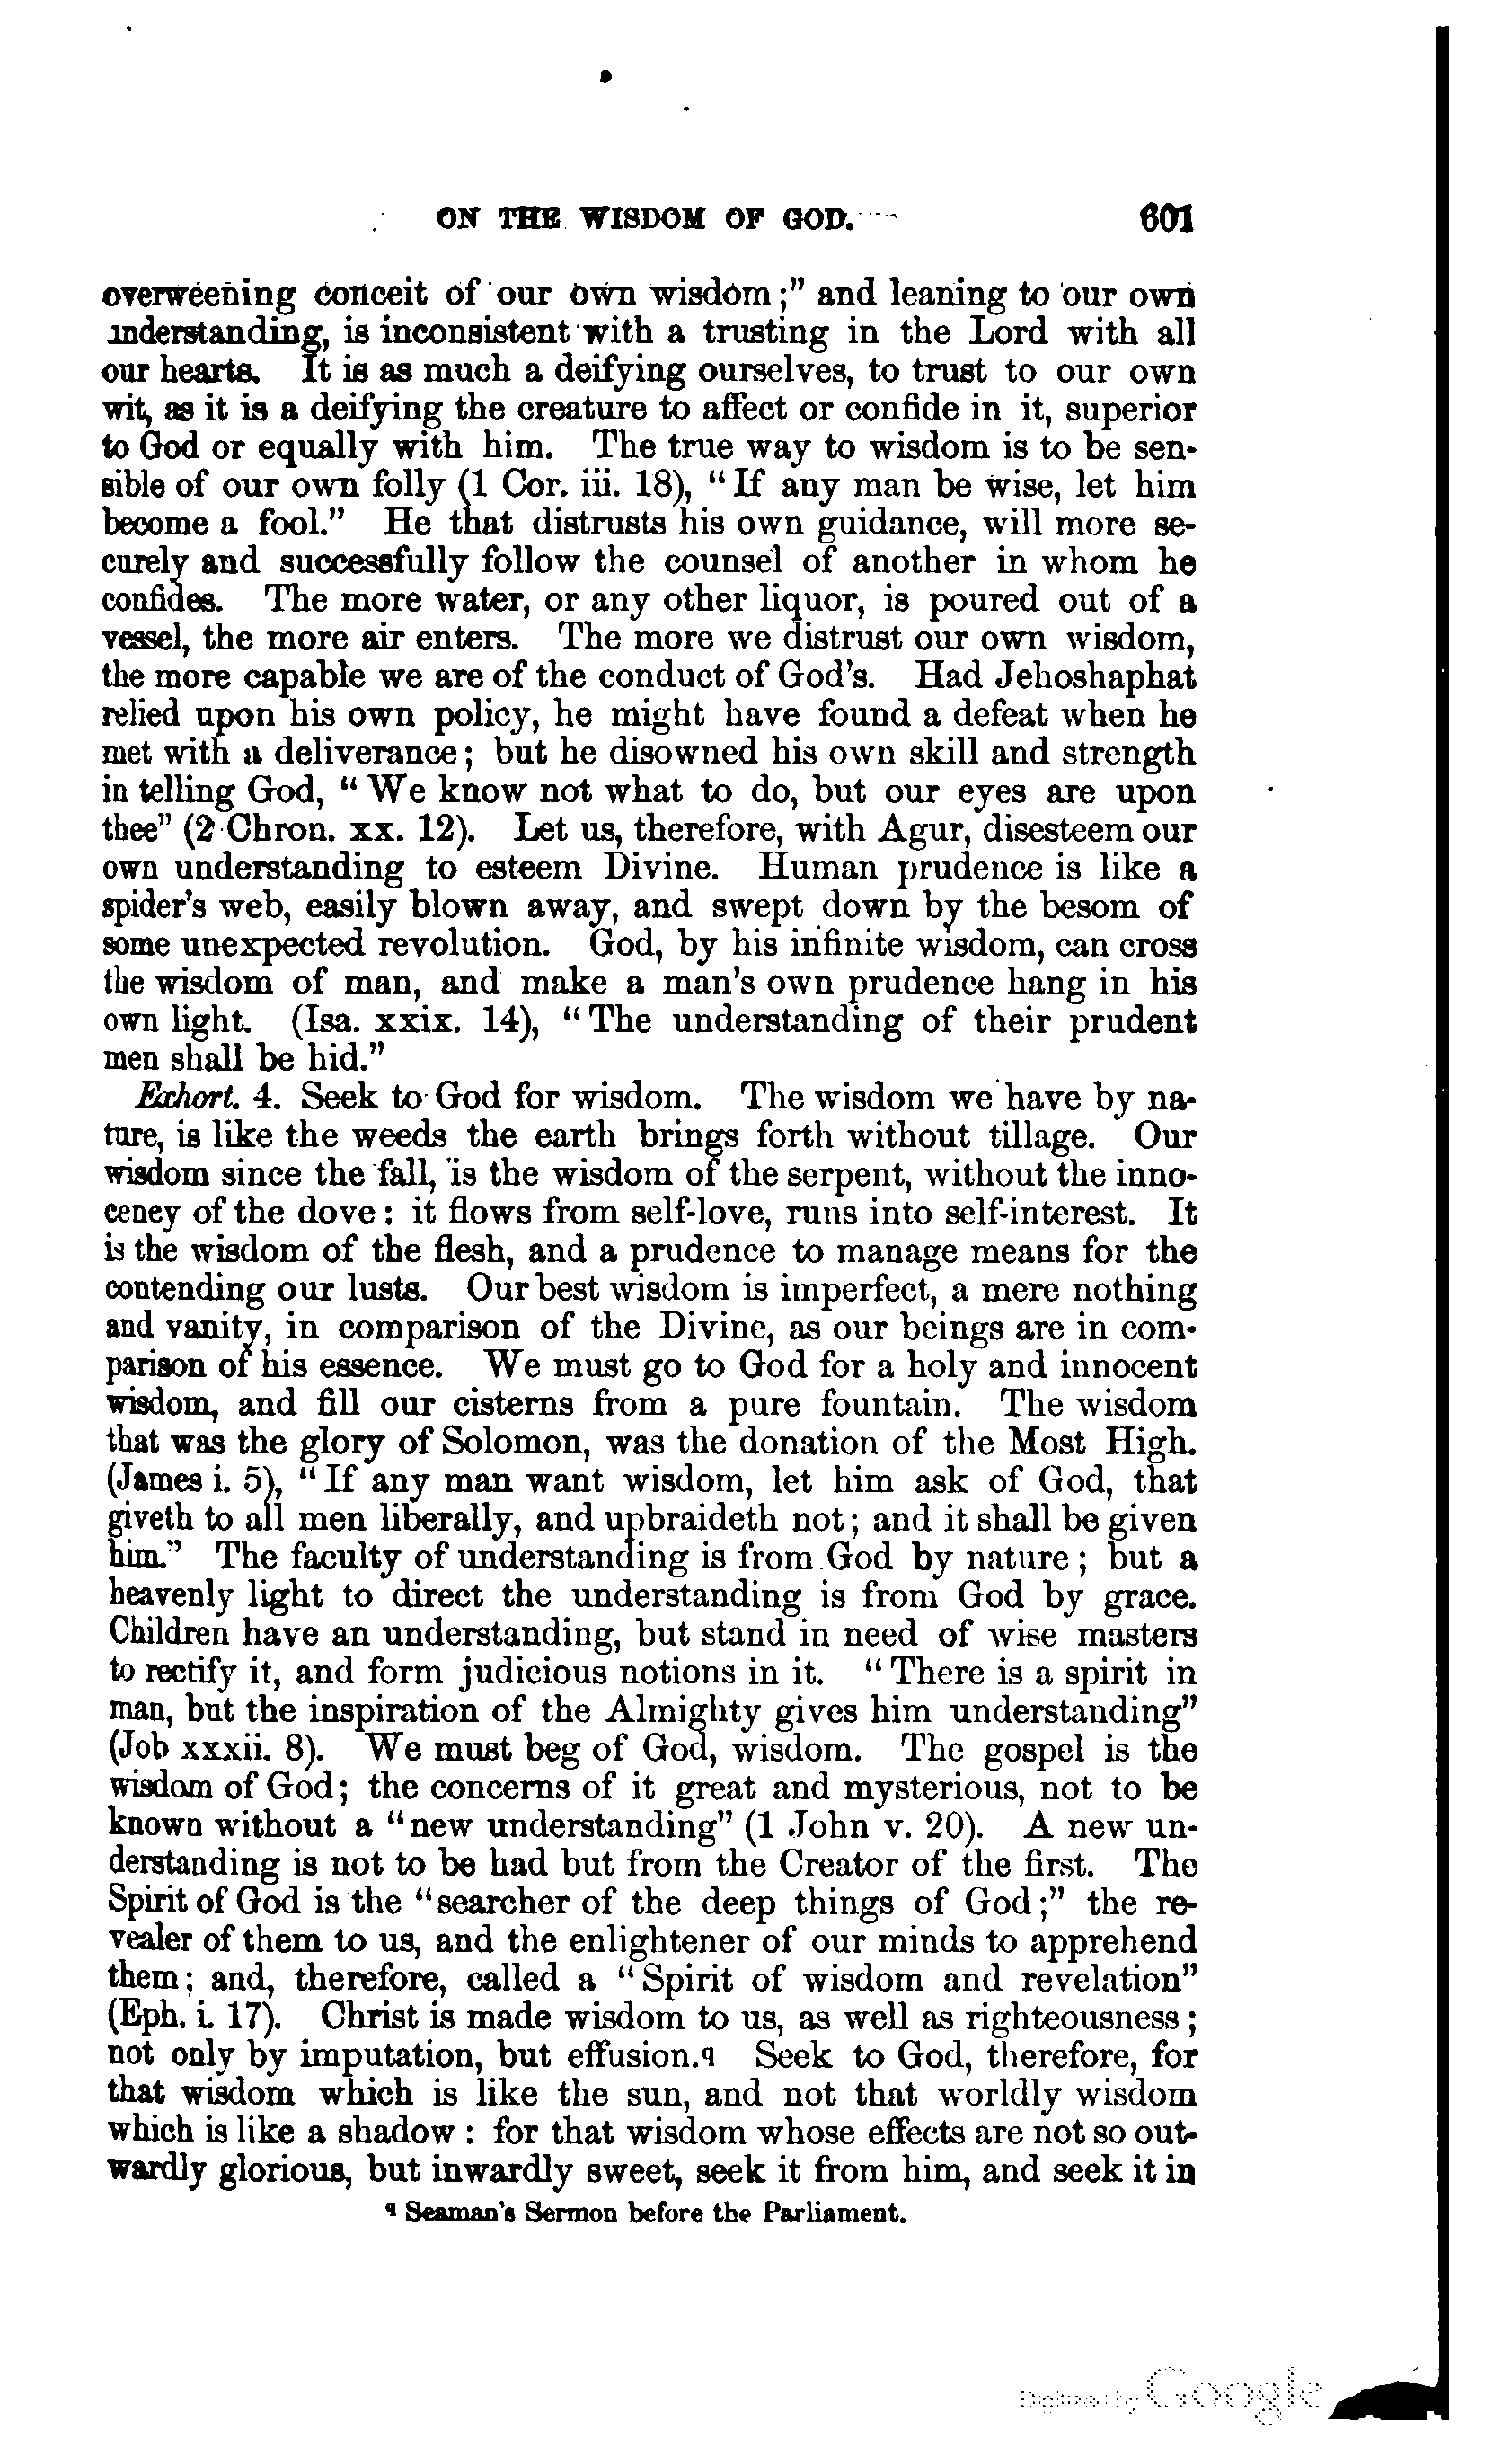 ON THE WISDOM OF GOD. 601
overweening conceit of our own wisdom;" and leaning to our own
understanding, is inconsistent with a trusting in the Lord with all
our hearts. It is as much a deifying ourselves, to trust to our own
wit, as it is a deifying the creature to affect or confide in it, superior
to God or equally with him. The true way to wisdom is to be sen-
sible of our own folly (1 Cor. iii. 18), "If any man be wise, let him
become a fool." He that distrusts his own guidance, will more se-
curely and successfully follow the counsel of another in whom he
confides. The more water, or any other liquor, is poured out of a
vessel, the more air enters. The more we distrust our own wisdom,
the more capable we are of the conduct of God's. Had Jehoshaphat
relied upon his own policy, he might have found a defeat when he
met with a deliverance; but he disowned his own skill and strength
in telling God, "We know not what to do, but our eyes are upon
thee" (2 Chron. xx. 12). Let us, therefore, with Agur, disesteem our
own understanding to esteem Divine. Human prudence is like a
spider's web, easily blown away, and swept down by the besom of
some unexpected revolution. God, by his infinite wisdom, can cross
the wisdom of man, and make a man's own prudence hang in his
own light. (Isa. xxix. 14), "The understanding of their prudent
men shall be hid."
Exhort. 4. Seek to God for wisdom. The wisdom we have by na-
ture, is like the weeds the earth brings forth without tillage. Our
wisdom since the fall, is the wisdom of the serpent, without the inno-
ceney of the dove: it flows from self-love, runs into self-interest. It
is the wisdom of the flesh, and a prudence to manage means for the
contending our lusts. Our best wisdom is imperfect, a mere nothing
and vanity, in comparison of the Divine, as our beings are in com-
parison of his essence. We must go to God for a holy and innocent
wisdom, and fill our cisterns from a pure fountain. The wisdom
that was the glory of Solomon, was the donation of the Most High.
(James i. 5), "If any man want wisdom, let him ask of God, that
giveth to all men liberally, and upbraideth not; and it shall be given
him." The faculty of understanding is from God by nature; but a
heavenly light to direct the understanding is from God by grace.
Children have an understanding, but stand in need of wise masters
to rectify it, and form judicious notions in it. "There is a spirit in
man, but the inspiration of the Almighty gives him understanding"
(Job xxxii. 8). We must beg of God, wisdom. The gospel is the
wisdom of God; the concerns of it great and mysterious, not to be
known without a "new understanding" (1 John v. 20). A new un-
derstanding is not to be had but from the Creator of the first. The
Spirit of God is the "searcher of the deep things of God;" the re-
vealer of them to us, and the enlightener of our minds to apprehend
them; and, therefore, called a "Spirit of wisdom and revelation"
(Eph. i. 17). Christ is made wisdom to us, as well as righteousness;
not only by imputation, but effusion.q Seek to God, therefore, for
that wisdom which is like the sun, and not that worldly wisdom
which is like a shadow: for that wisdom whose effects are not so out-
wardly glorious, but inwardly sweet, seek it from him, and seek it in
q Seaman's Sermon before the Parliament.
Digitized by Google